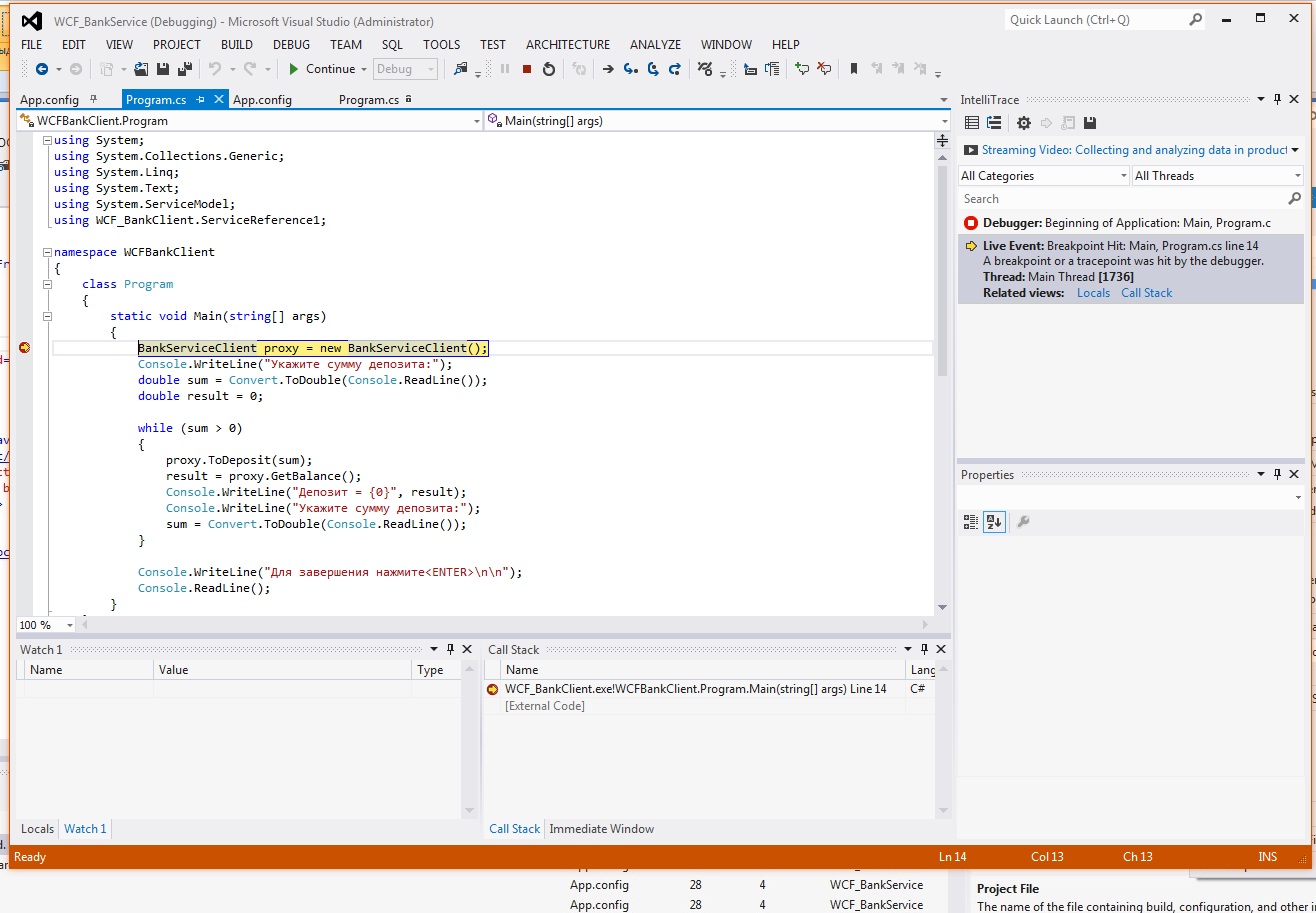 WCF_BankService (Debugging) - Microsoft Visual Studio (Administrator)
Quick Launch (Ctrl+Q)
FILE EDIT VIEW PROJECT BUILD DEBUG TEAM SQL TOOLS TEST ARCHITECTURE ANALYZE WINDOW HELP
Continue Debug
App.config Program.cs App.config Program.cs
WCFBankClient.Program Main(string[] args)
using System;
using System.Collections.Generic;
using System.Linq;
using System.Text;
using System.ServiceModel;
using WCF_BankClient.ServiceReference1;
namespace WCFBankClient
{
class Program
{
static void Main(string[] args)
{
BankServiceClient proxy = new BankServiceClient();
Console.WriteLine("Укажите сумму депозита:");
double sum = Convert.ToDouble(Console.ReadLine());
double result = 0;
while (sum > 0)
{
proxy.ToDeposit(sum);
result = proxy.GetBalance();
Console.WriteLine("Депозит = {0}", result);
Console.WriteLine("Укажите сумму депозита:");
sum = Convert.ToDouble(Console.ReadLine());
}
Console.WriteLine("Для завершения нажмите<ENTER>\n\n");
Console.ReadLine();
}
100 %
IntelliTrace
Streaming Video: Collecting and analyzing data in product
All Categories All Threads
Search
Debugger: Beginning of Application: Main, Program.c
Live Event: Breakpoint Hit: Main, Program.cs line 14
A breakpoint or a tracepoint was hit by the debugger.
Thread: Main Thread [1736]
Related views: Locals Call Stack
Properties
Watch 1
Name Value Type
Locals Watch 1
Call Stack
Name Lang
WCF_BankClient.exe!WCFBankClient.Program.Main(string[] args) Line 14 C#
[External Code]
Call Stack Immediate Window
Ready Ln 14 Col 13 Ch 13 INS
App.config 28 4 WCF_BankService
App.config 28 4 WCF_BankService
Project File
The name of the file containing build, configuration, and other